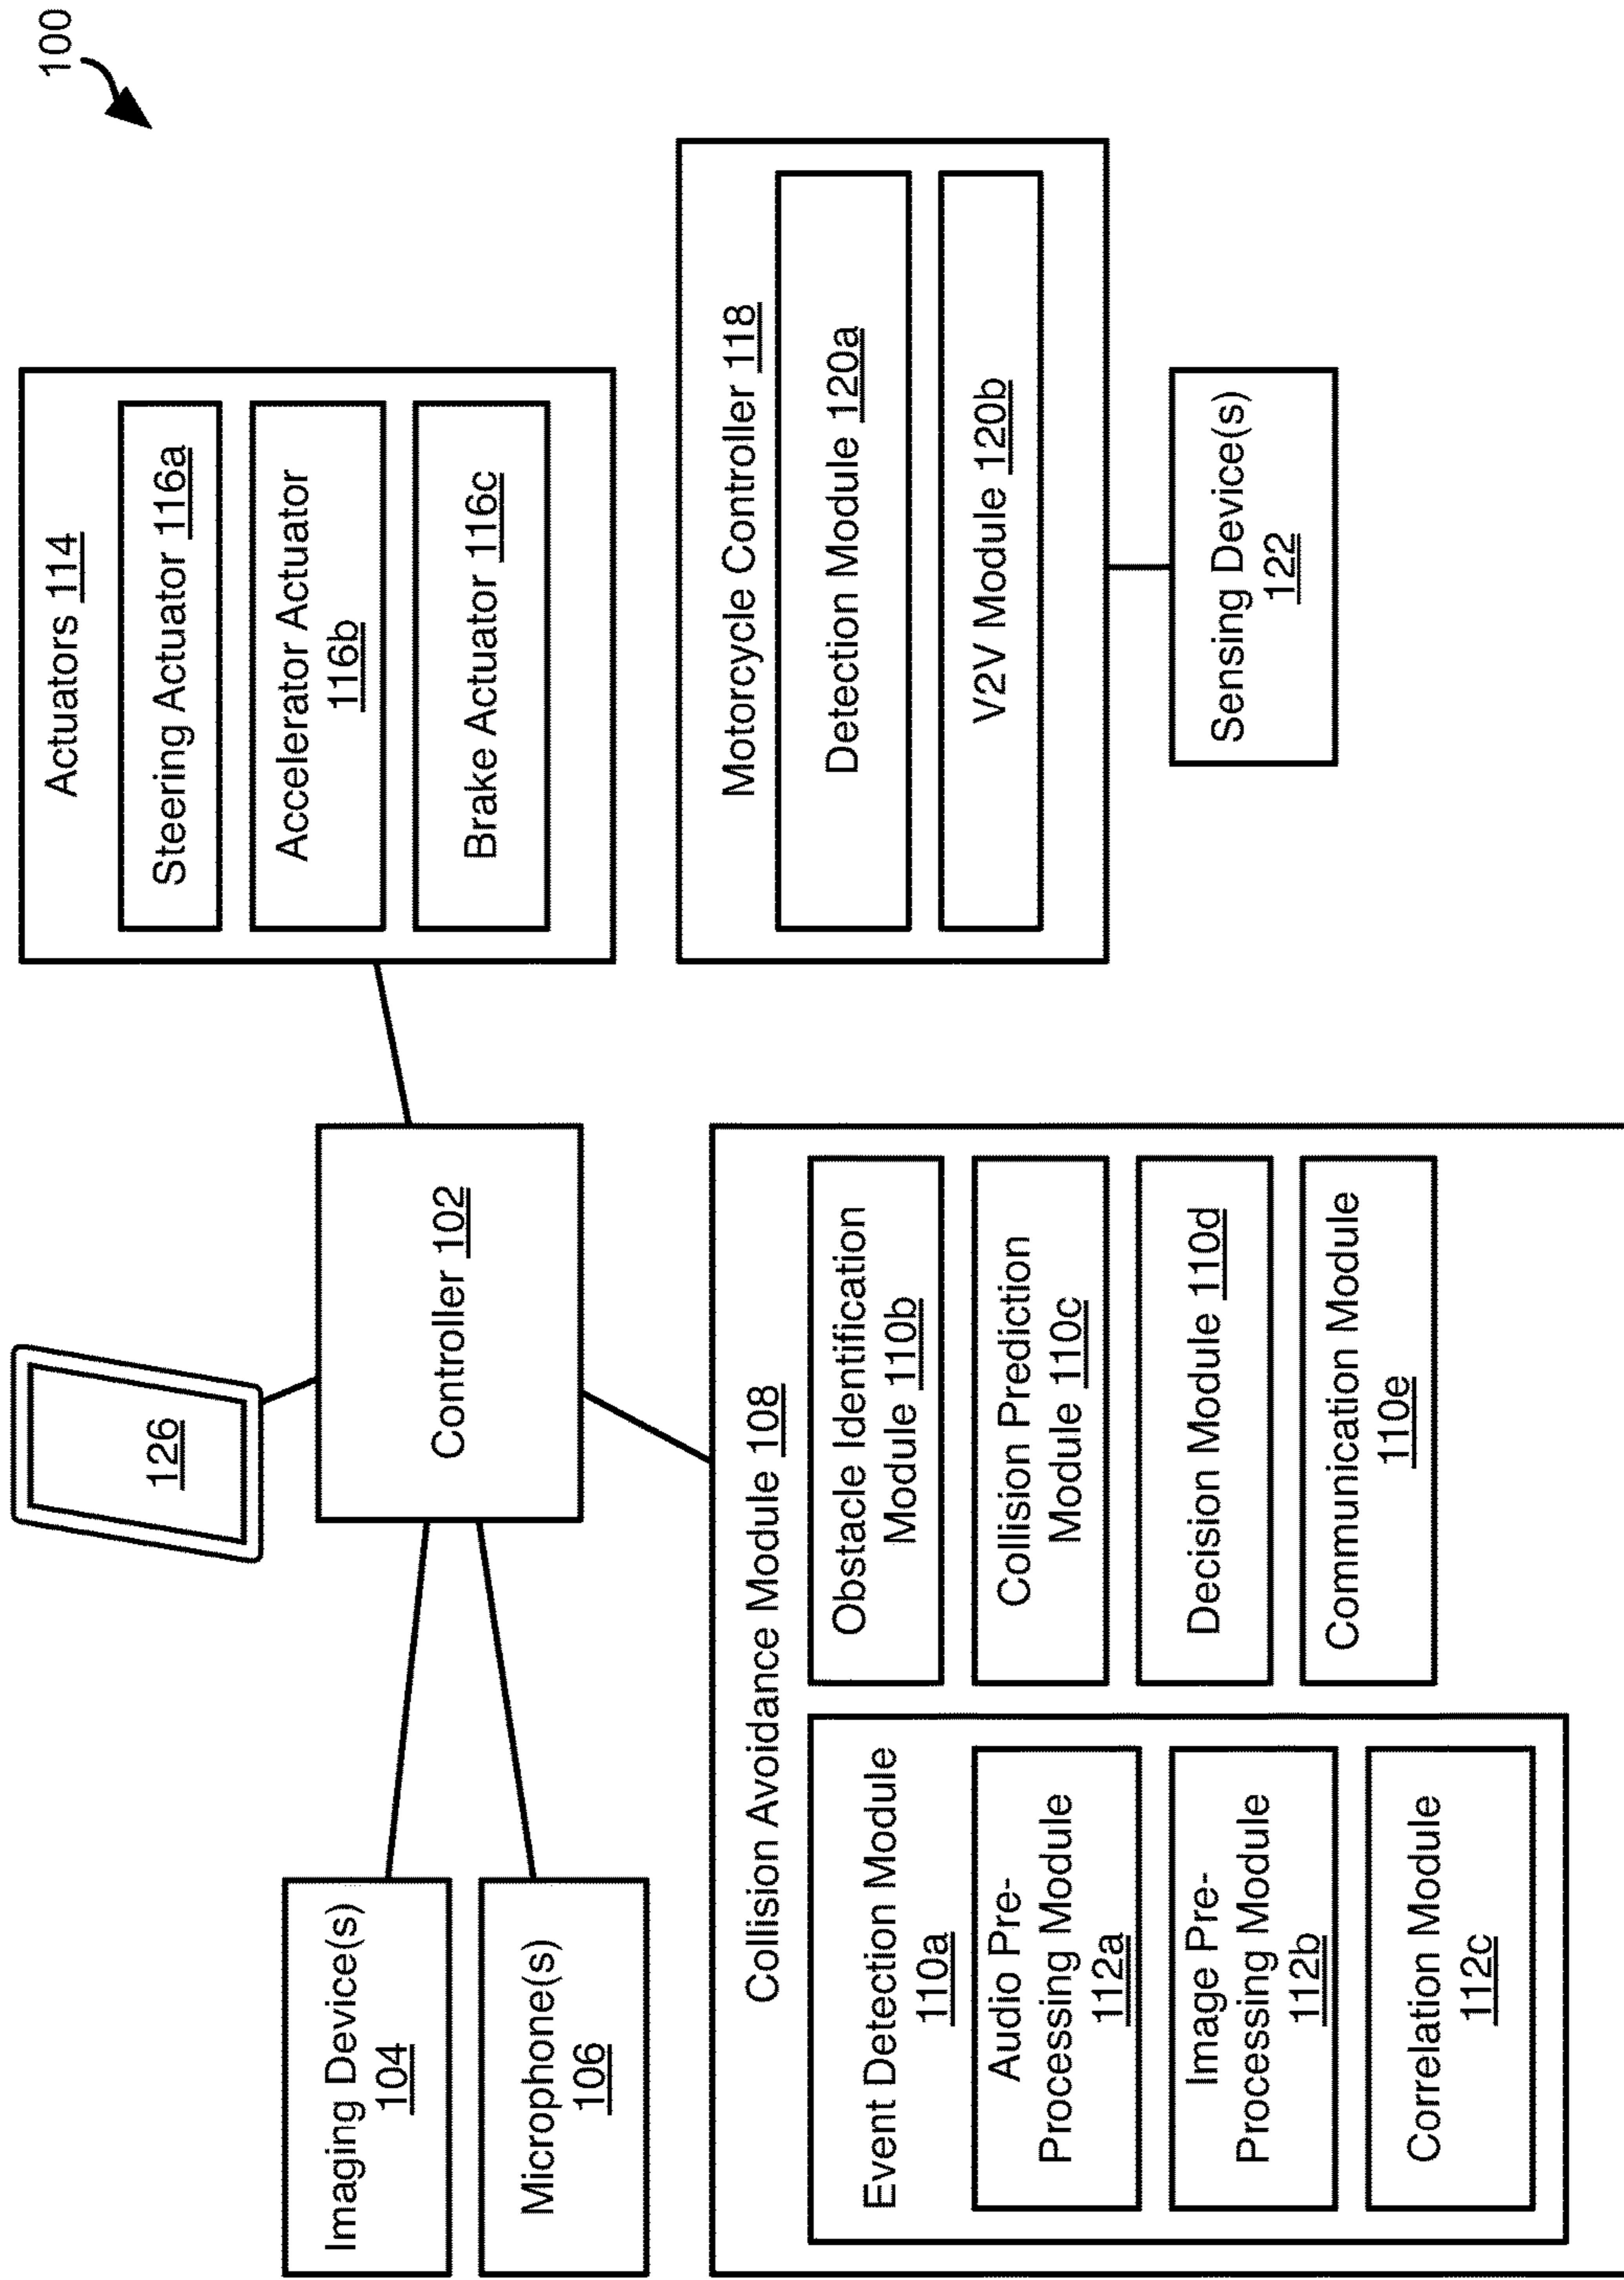 100
126
Imaging Device(s)
104
Microphone(s)
106
Controller 102
Actuators 114
Steering Actuator 116a
Accelerator Actuator
116b
Brake Actuator 116c
Collision Avoidance Module 108
Event Detection Module
110a
Audio Pre-
Processing Module
112a
Image Pre-
Processing Module
112b
Correlation Module
112c
Obstacle Identification
Module 110b
Collision Prediction
Module 110c
Decision Module 110d
Communication Module
110e
Motorcycle Controller 118
Detection Module 120a
V2V Module 120b
Sensing Device(s)
122